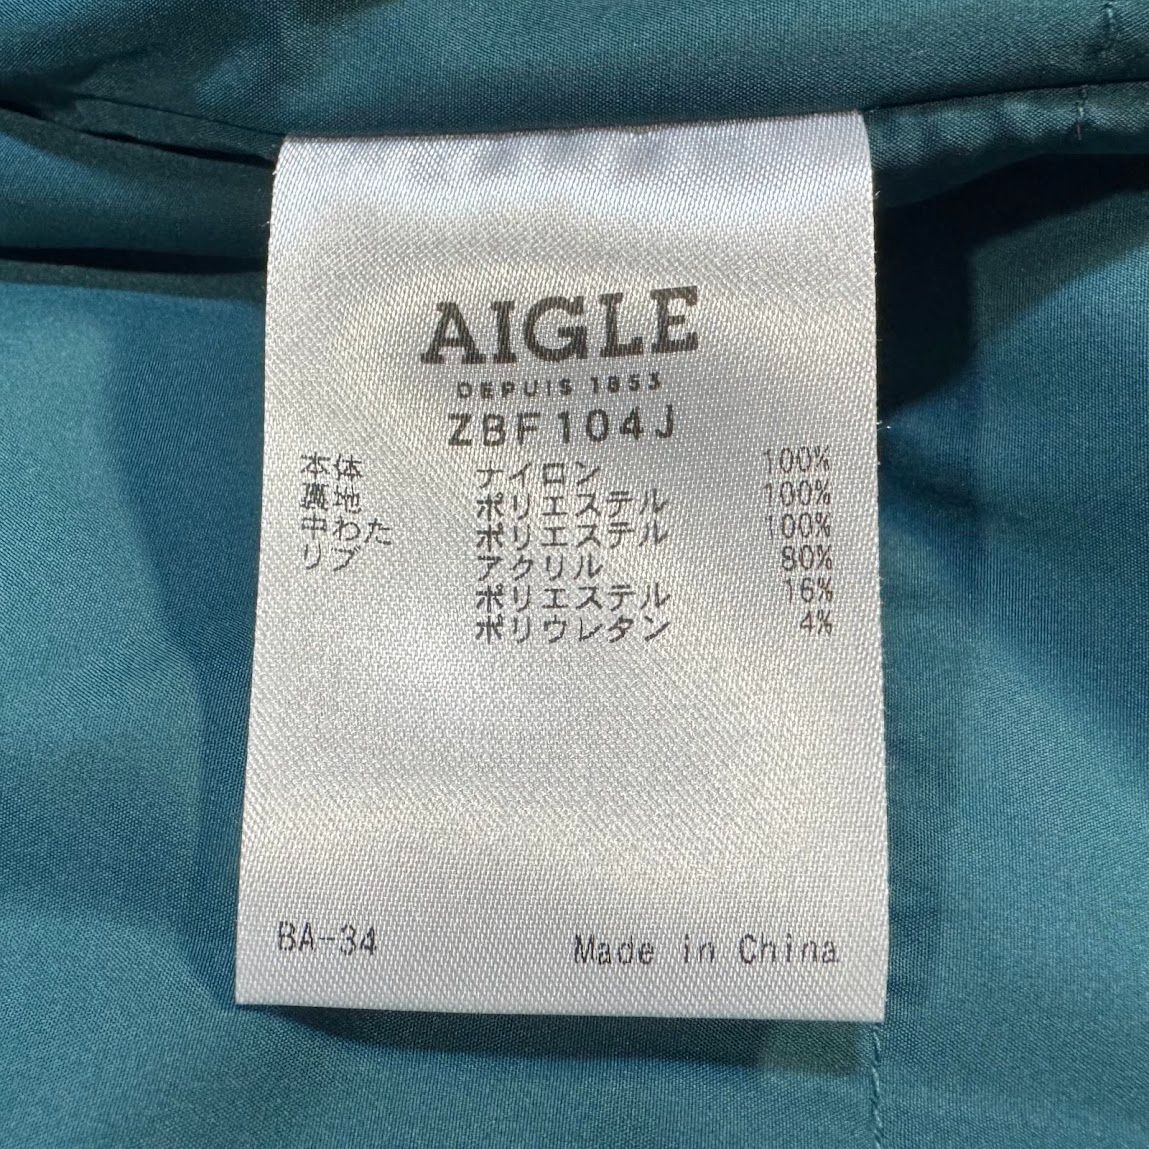 AIGLE
DEPUIS 1853
ZBF104J
本体 ナイロン 100%
裏地 ポリエステル 100%
中わた ポリエステル 100%
リブ アクリル 80%
ポリエステル 16%
ポリウレタン 4%
BA-34 Made in China